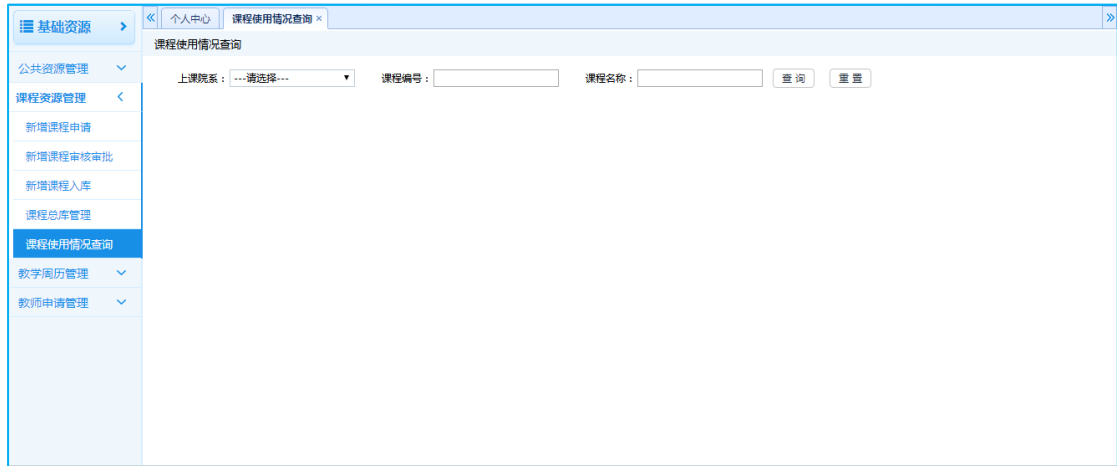 基础资源
个人中心 课程使用情况查询 ×
课程使用情况查询
公共资源管理
上课院系： ---请选择--- 课程编号： 课程名称： 查 询 重 置
课程资源管理
新增课程申请
新增课程审核审批
新增课程入库
课程总库管理
课程使用情况查询
教学周历管理
教师申请管理